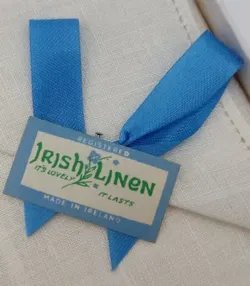 REGISTERED
IRISH LINEN
IT'S LOVELY IT LASTS
MADE IN IRELAND